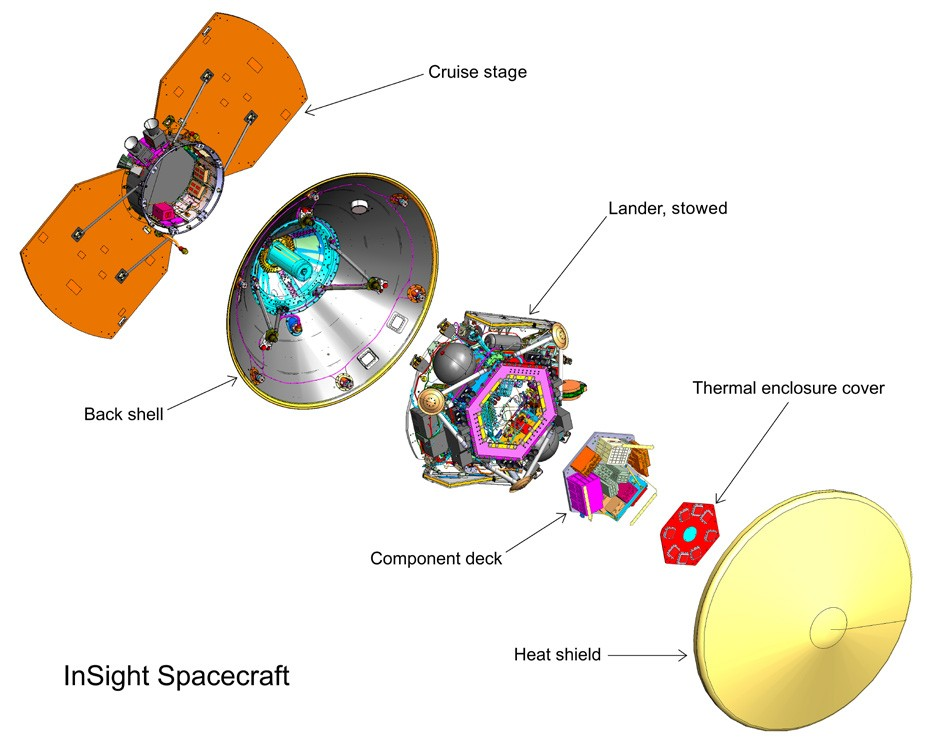 Cruise stage
Lander, stowed
Thermal enclosure cover
Back shell
Component deck
Heat shield
InSight Spacecraft